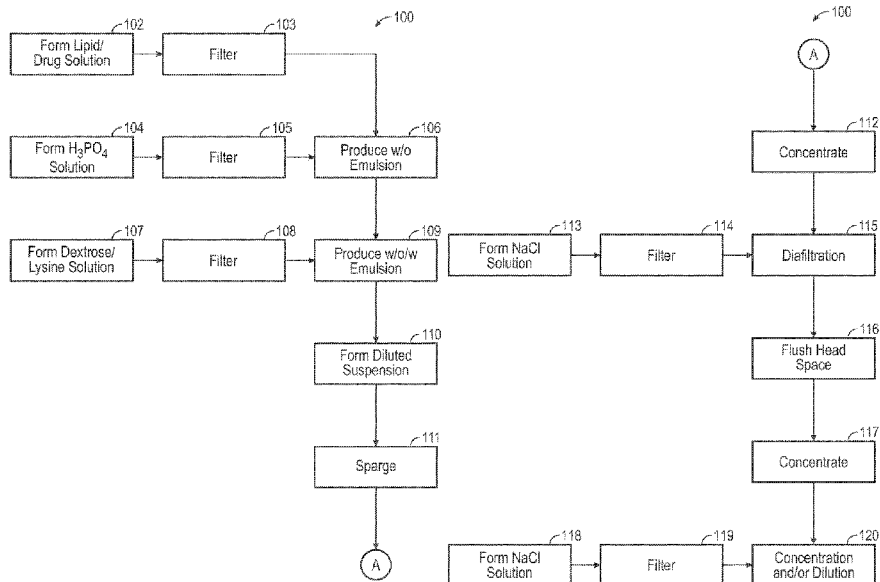 100
102
Form Lipid/
Drug Solution
103
Filter
104
Form H₃PO₄
Solution
105
Filter
106
Produce w/o
Emulsion
107
Form Dextrose/
Lysine Solution
108
Filter
109
Produce w/o/w
Emulsion
110
Form Diluted
Suspension
111
Sparge
A
100
A
112
Concentrate
113
Form NaCl
Solution
114
Filter
115
Diafiltration
116
Flush Head
Space
117
Concentrate
118
Form NaCl
Solution
119
Filter
120
Concentration
and/or Dilution